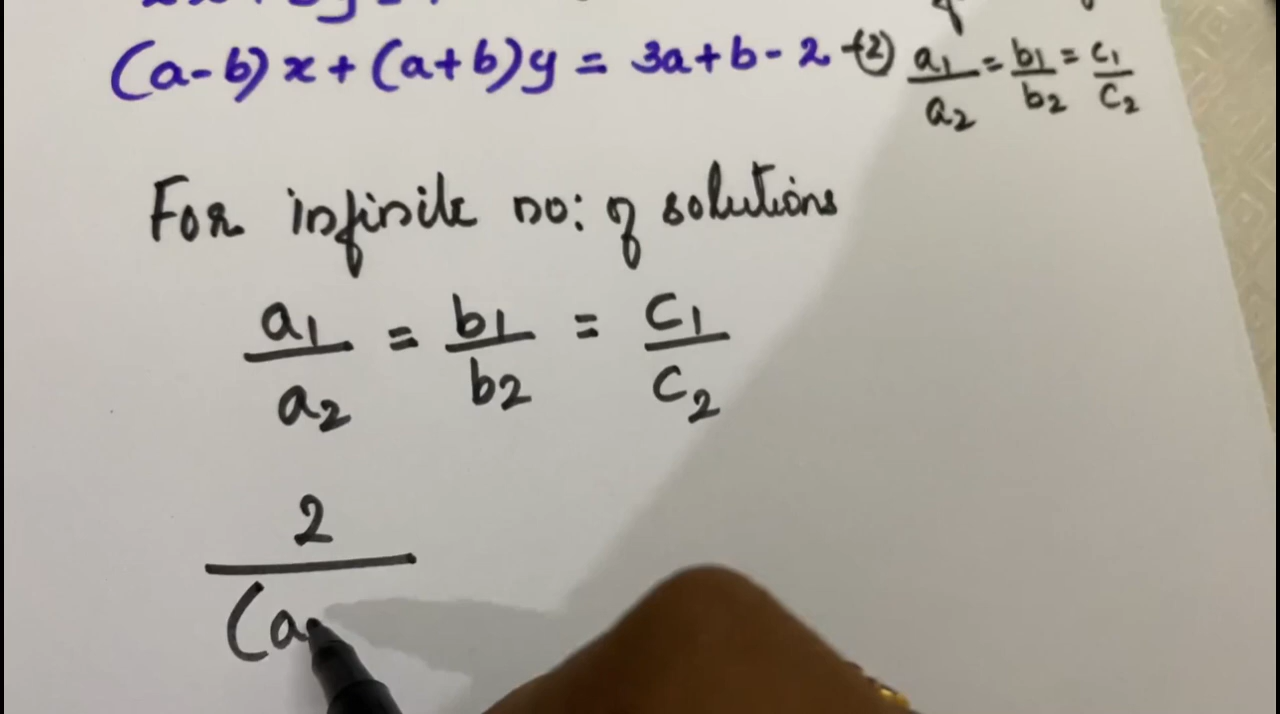 (a-b)x+(a+b)y = 3a+b-2 -(2)
a1/a2 = b1/b2 = c1/c2
For infinite no: of solutions
a1/a2 = b1/b2 = c1/c2
2
(a